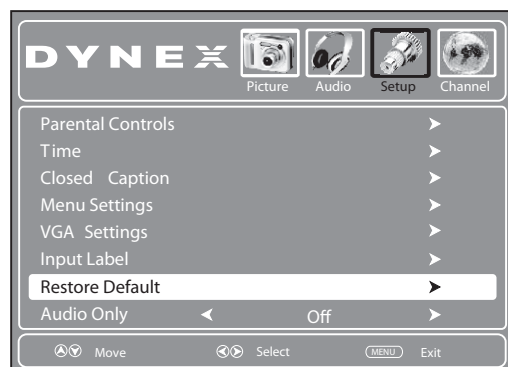 DYNEX
Picture Audio Setup Channel
Parental Controls
Time
Closed Caption
Menu Settings
VGA Settings
Input Label
Restore Default
Audio Only Off
Move Select MENU Exit